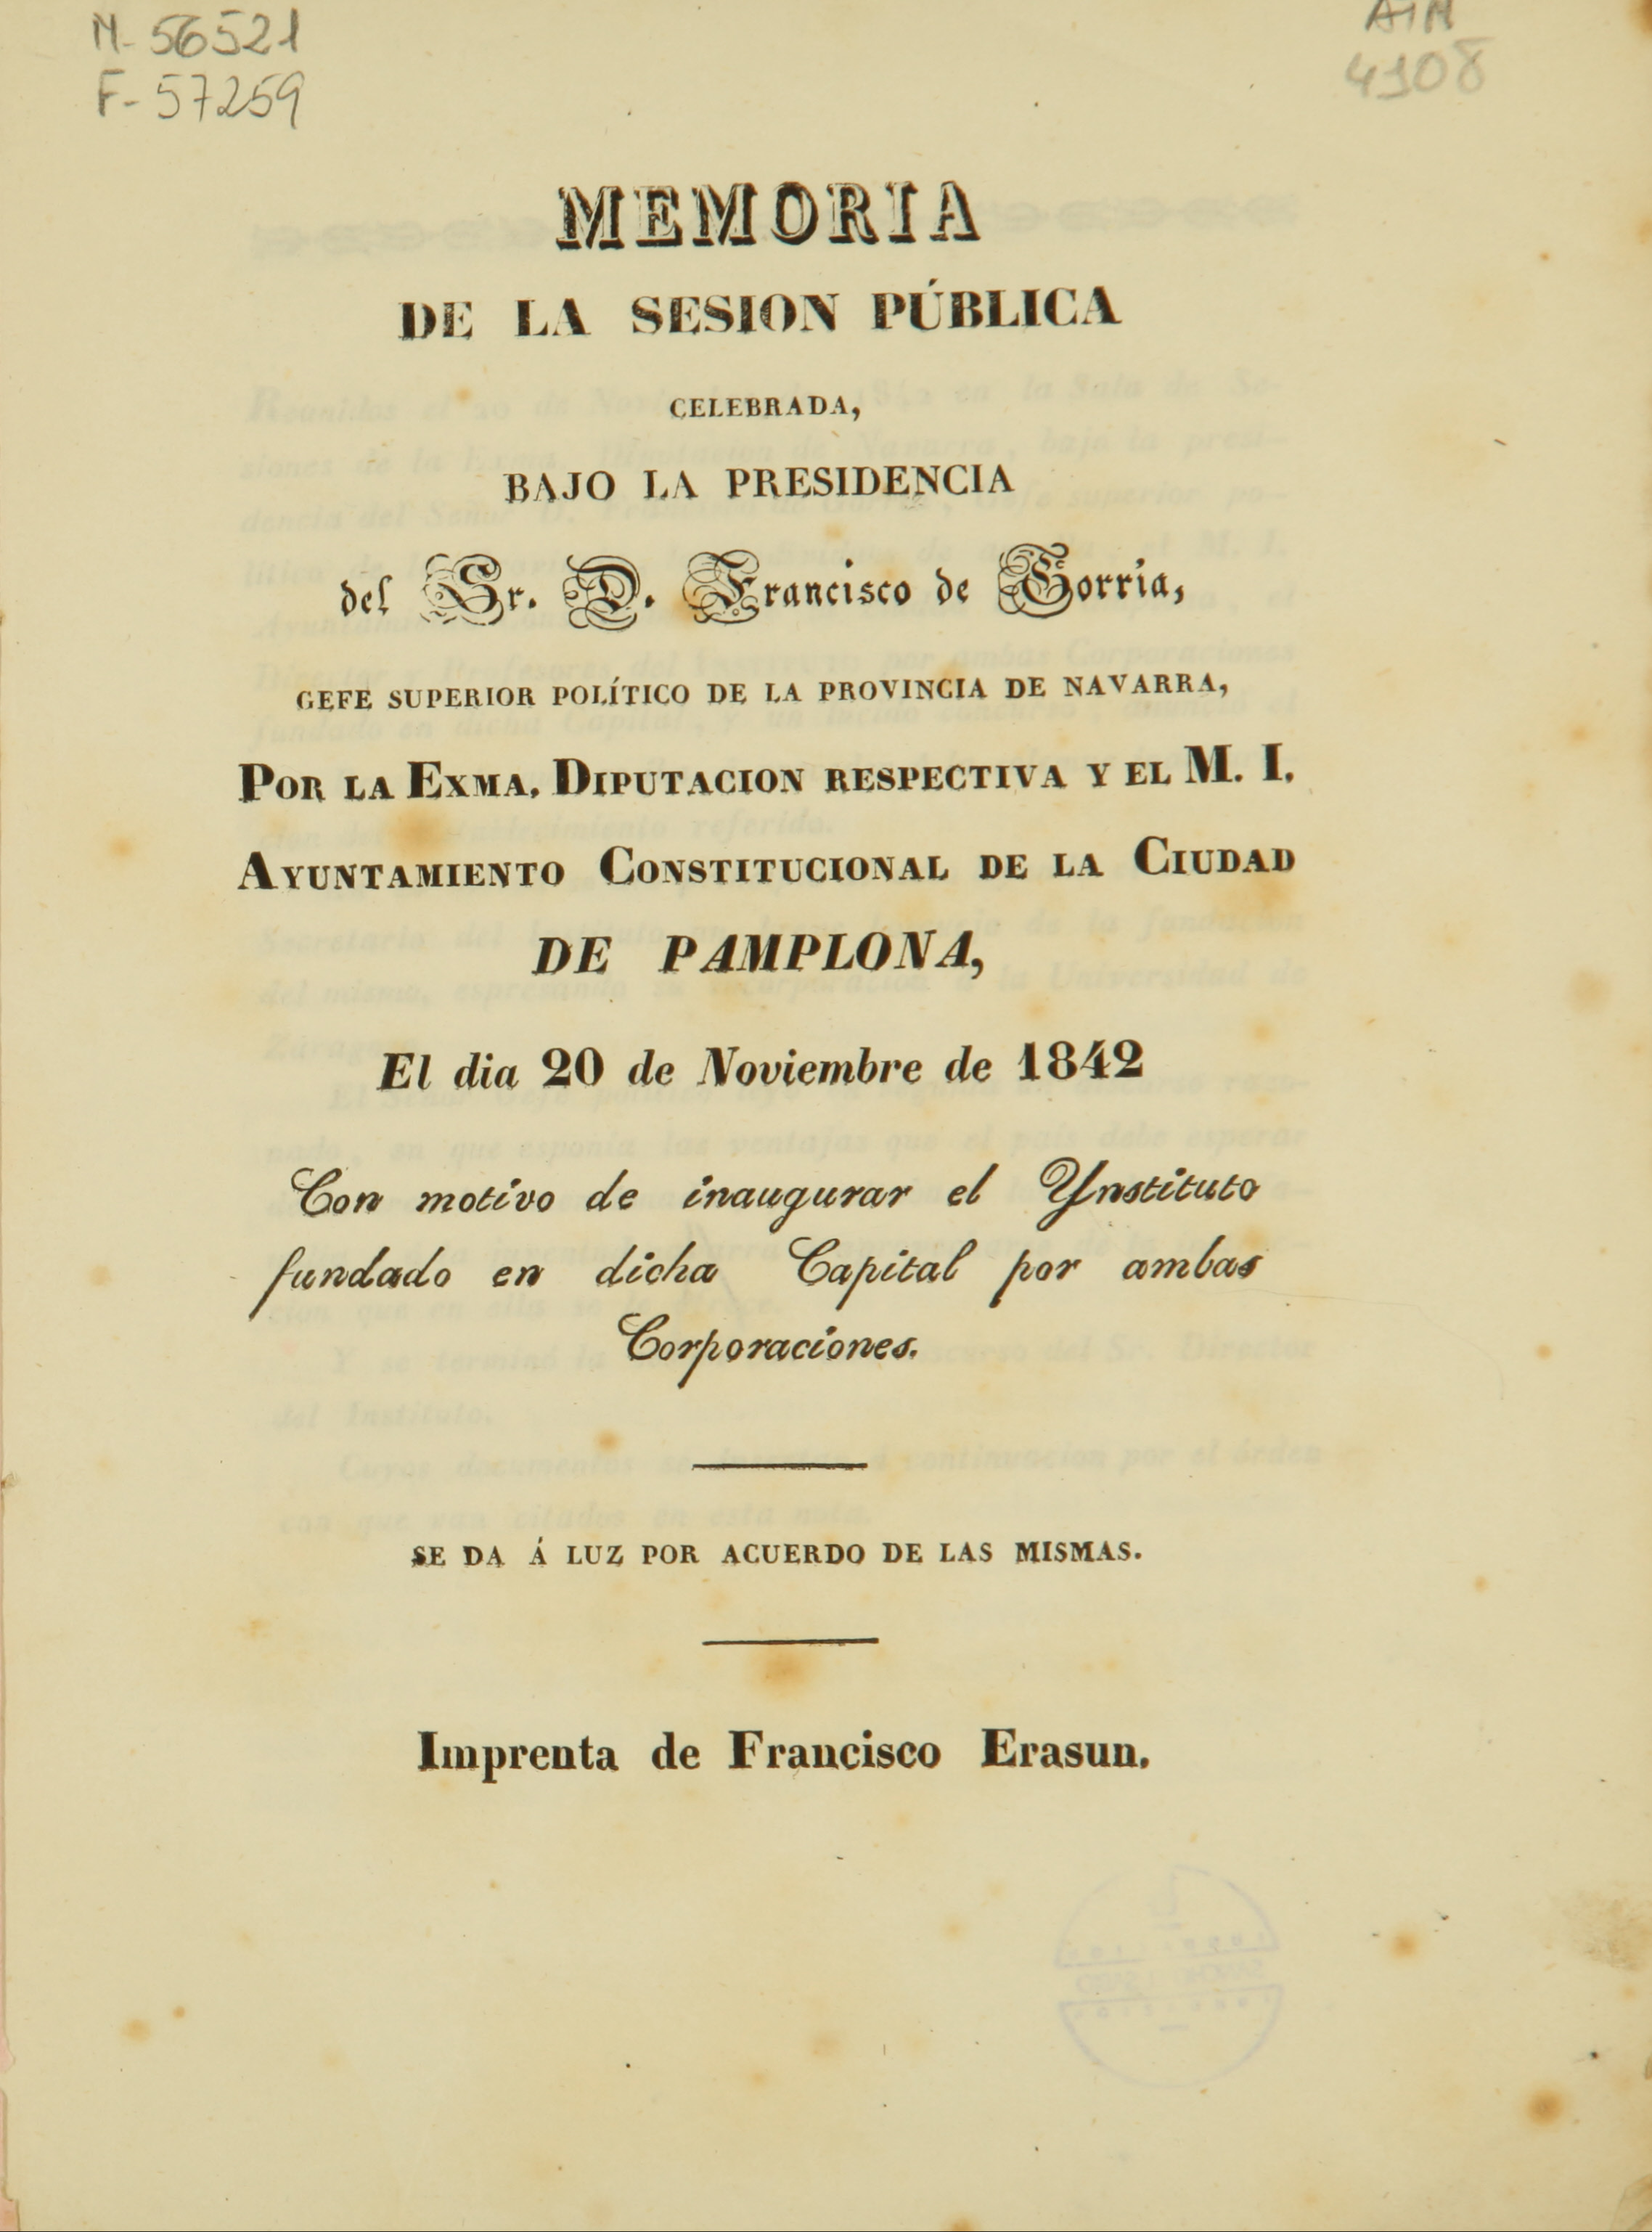 M-56521
F-57259
4108
MEMORIA
DE LA SESION PÚBLICA
CELEBRADA,
BAJO LA PRESIDENCIA
del Sr. D. Francisco de Gorria,
GEFE SUPERIOR POLÍTICO DE LA PROVINCIA DE NAVARRA,
POR LA EXMA. DIPUTACION RESPECTIVA Y EL M. I.
AYUNTAMIENTO CONSTITUCIONAL DE LA CIUDAD
DE PAMPLONA,
El dia 20 de Noviembre de 1842
Con motivo de inaugurar el Ynstituto
fundado en dicha Capital por ambas
Corporaciones.
SE DA Á LUZ POR ACUERDO DE LAS MISMAS.
Imprenta de Francisco Erasun.